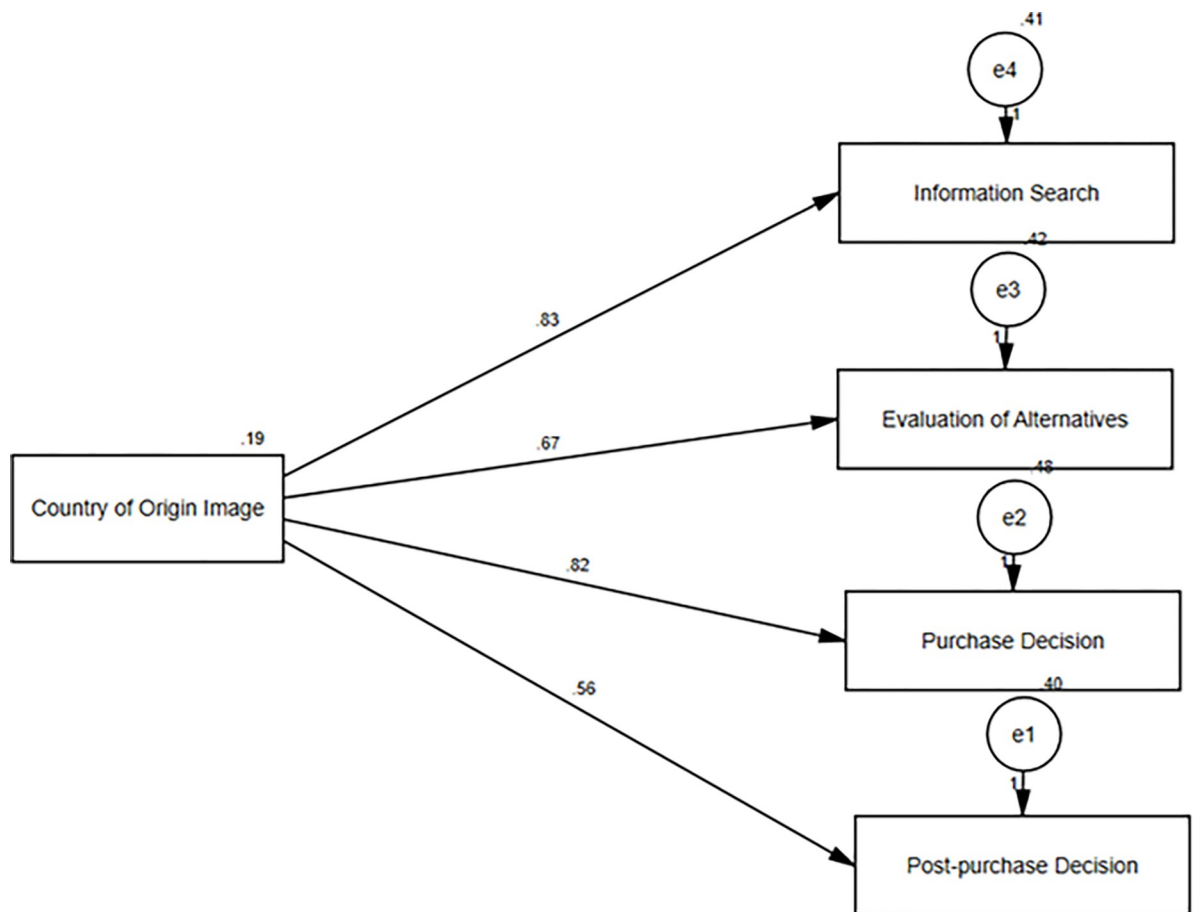 .41
e4
1
Information Search
.42
e3
1
.83
Evaluation of Alternatives
.19
.67
.48
Country of Origin Image
e2
1
.82
Purchase Decision
.40
.56
e1
1
Post-purchase Decision